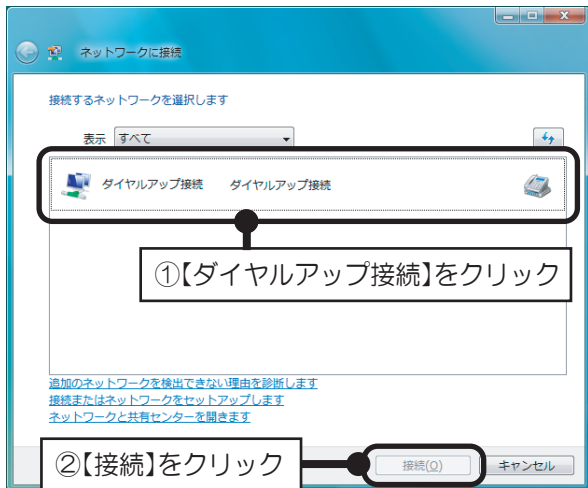 ネットワークに接続
接続するネットワークを選択します
表示 すべて
ダイヤルアップ接続 ダイヤルアップ接続
①【ダイヤルアップ接続】をクリック
追加のネットワークを検出できない理由を診断します
接続またはネットワークをセットアップします
ネットワークと共有センターを開きます
②【接続】をクリック
接続(O) キャンセル